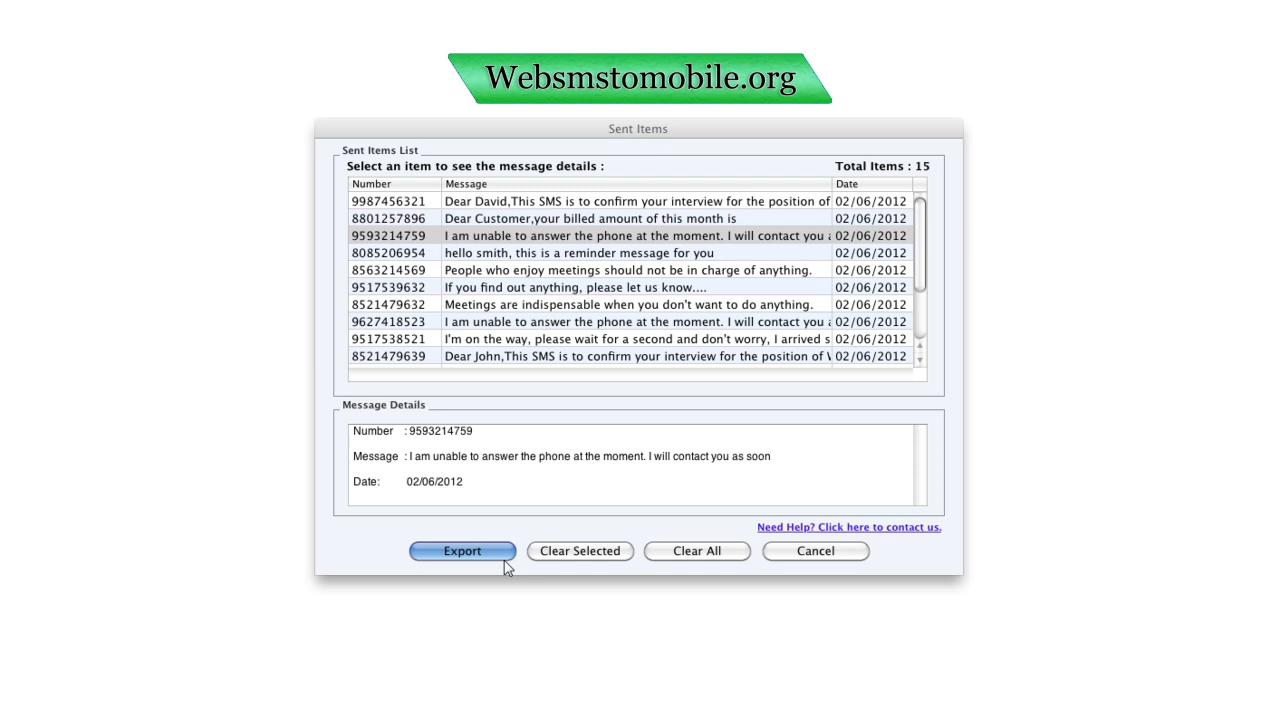 Websmstomobile.org
Sent Items
Sent Items List
Select an item to see the message details : Total Items : 15
Number Message Date
9987456321 Dear David,This SMS is to confirm your interview for the position of 02/06/2012
8801257896 Dear Customer,your billed amount of this month is 02/06/2012
9593214759 I am unable to answer the phone at the moment. I will contact you 02/06/2012
8085206954 hello smith, this is a reminder message for you 02/06/2012
8563214569 People who enjoy meetings should not be in charge of anything. 02/06/2012
9517539632 If you find out anything, please let us know.... 02/06/2012
8521479632 Meetings are indispensable when you don't want to do anything. 02/06/2012
9627418523 I am unable to answer the phone at the moment. I will contact you 02/06/2012
9517538521 I'm on the way, please wait for a second and don't worry, I arrived 02/06/2012
8521479639 Dear John,This SMS is to confirm your interview for the position of 02/06/2012
Message Details
Number : 9593214759
Message : I am unable to answer the phone at the moment. I will contact you as soon
Date: 02/06/2012
Need Help? Click here to contact us.
Export Clear Selected Clear All Cancel